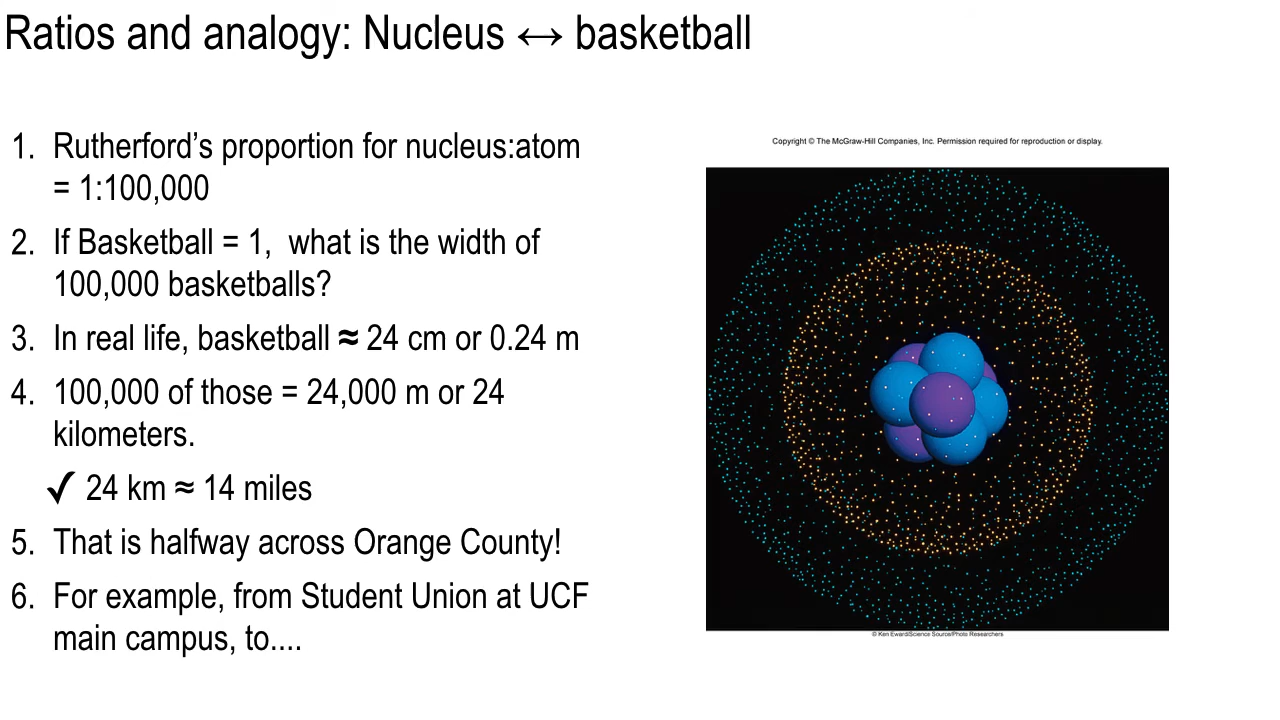 Ratios and analogy: Nucleus ↔ basketball
1. Rutherford’s proportion for nucleus:atom
= 1:100,000
2. If Basketball = 1,  what is the width of
100,000 basketballs?
3. In real life, basketball ≈ 24 cm or 0.24 m
4. 100,000 of those = 24,000 m or 24
kilometers.
✓ 24 km ≈ 14 miles
5. That is halfway across Orange County!
6. For example, from Student Union at UCF
main campus, to....
Copyright © The McGraw-Hill Companies, Inc. Permission required for reproduction or display.
© Ken Eward/Science Source/Photo Researchers